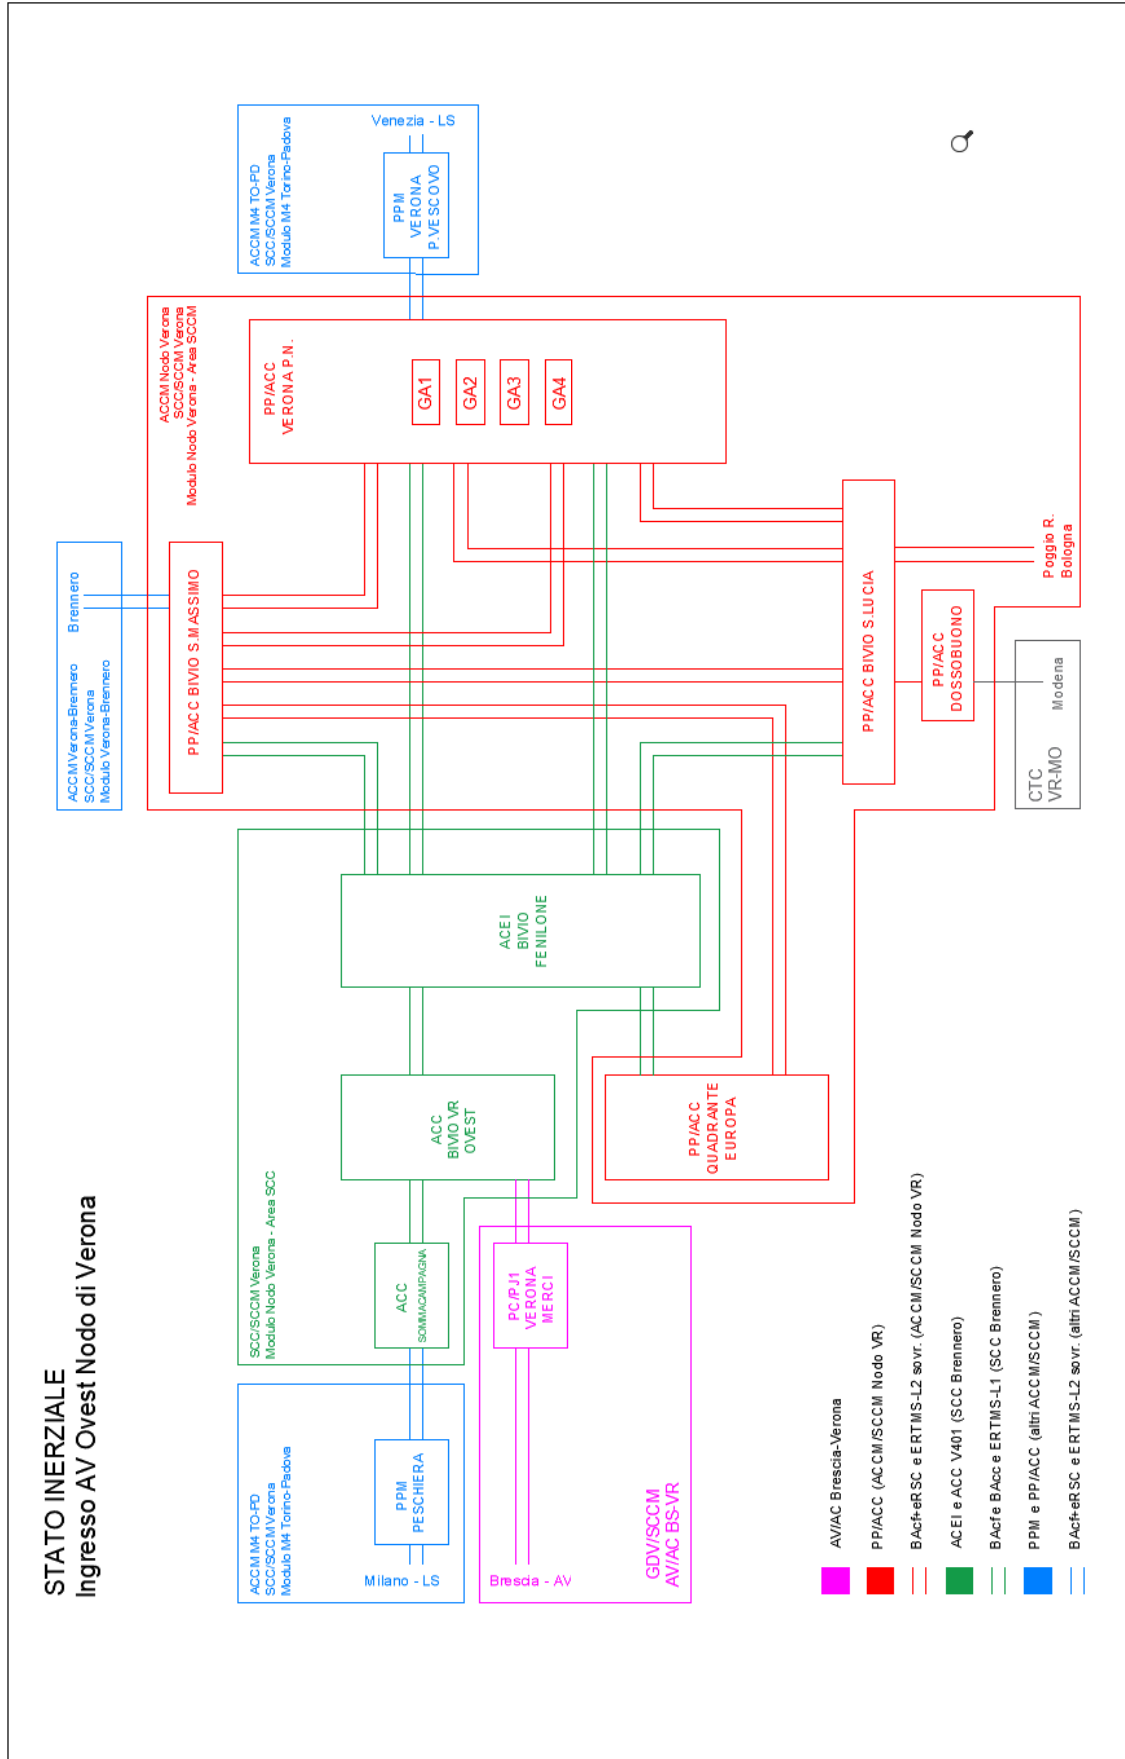 STATO INERZIALE
Ingresso AV Ovest Nodo di Verona
ACCM Verona-Brennero
SCC/SCCM Verona
Modulo Verona-Brennero
Brennero
ACCM Nodo Verona
SCC/SCCM Verona
Modulo Nodo Verona - Area SCCM
PP/ACC BIVIO S.MASSIMO
ACCM M4 TO-PD
SCC/SCCM Verona
Modulo M4 Torino-Padova
Milano - LS
PPM
PESCHIERA
SCC/SCCM Verona
Modulo Nodo Verona - Area SCC
ACC
SOMMACAMPAGNA
ACC
BIVIO VR
OVEST
ACEI
BIVIO
FENILONE
PP/ACC
VERONA P.N.
GA1
GA2
GA3
GA4
ACCM M4 TO-PD
SCC/SCCM Verona
Modulo M4 Torino-Padova
PPM
VERONA
P.VESCOVO
Venezia - LS
Brescia - AV
PC/PJ1
VERONA
MERCI
GDV/SCCM
AV/AC BS-VR
PP/ACC
QUADRANTE
EUROPA
PP/ACC BIVIO S.LUCIA
PP/ACC
DOSSOBUONO
Poggio R.
Bologna
CTC
VR-MO
Modena
AV/AC Brescia-Verona
PP/ACC (ACCM/SCCM Nodo VR)
BAcf+eRSC e ERTMS-L2 sovr. (ACCM/SCCM Nodo VR)
ACEI e ACC V401 (SCC Brennero)
BAcf e BAcc e ERTMS-L1 (SCC Brennero)
PPM e PP/ACC (altri ACCM/SCCM)
BAcf+eRSC e ERTMS-L2 sovr. (altri ACCM/SCCM)